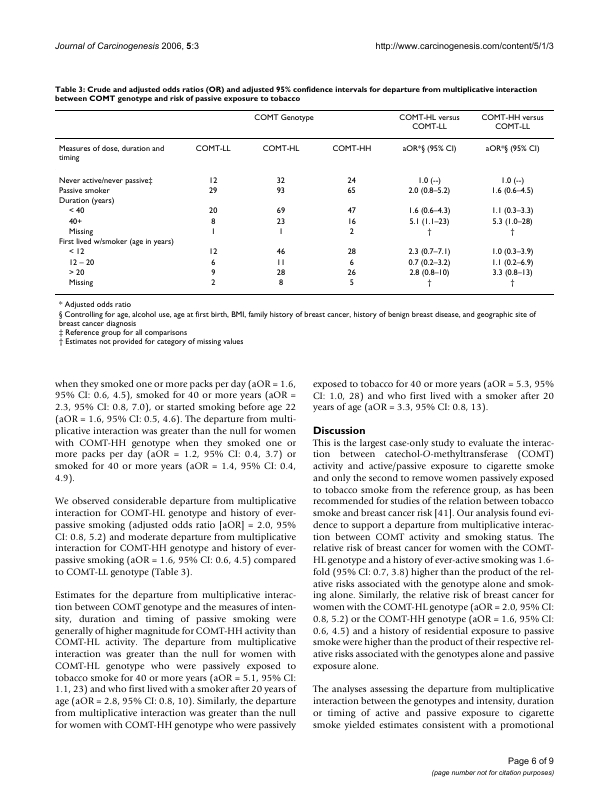 Journal of Carcinogenesis 2006, 5:3
http://www.carcinogenesis.com/content/5/1/3
Table 3: Crude and adjusted odds ratios (OR) and adjusted 95% confidence intervals for departure from multiplicative interaction
between COMT genotype and risk of passive exposure to tobacco
COMT Genotype COMT-HL versus COMT-HH versus
COMT-LL COMT-LL
Measures of dose, duration and COMT-LL COMT-HL COMT-HH aOR*§ (95% CI) aOR*§ (95% CI)
timing
Never active/never passive‡ 12 32 24 1.0 (--) 1.0 (--)
Passive smoker 29 93 65 2.0 (0.8–5.2) 1.6 (0.6–4.5)
Duration (years)
< 40 20 69 47 1.6 (0.6–4.3) 1.1 (0.3–3.3)
40+ 8 23 16 5.1 (1.1–23) 5.3 (1.0–28)
Missing 1 1 2 † †
First lived w/smoker (age in years)
< 12 12 46 28 2.3 (0.7–7.1) 1.0 (0.3–3.9)
12 – 20 6 11 6 0.7 (0.2–3.2) 1.1 (0.2–6.9)
> 20 9 28 26 2.8 (0.8–10) 3.3 (0.8–13)
Missing 2 8 5 † †
* Adjusted odds ratio
§ Controlling for age, alcohol use, age at first birth, BMI, family history of breast cancer, history of benign breast disease, and geographic site of
breast cancer diagnosis
‡ Reference group for all comparisons
† Estimates not provided for category of missing values
when they smoked one or more packs per day (aOR = 1.6,
95% CI: 0.6, 4.5), smoked for 40 or more years (aOR =
2.3, 95% CI: 0.8, 7.0), or started smoking before age 22
(aOR = 1.6, 95% CI: 0.5, 4.6). The departure from multi-
plicative interaction was greater than the null for women
with COMT-HH genotype when they smoked one or
more packs per day (aOR = 1.2, 95% CI: 0.4, 3.7) or
smoked for 40 or more years (aOR = 1.4, 95% CI: 0.4,
4.9).
We observed considerable departure from multiplicative
interaction for COMT-HL genotype and history of ever-
passive smoking (adjusted odds ratio [aOR] = 2.0, 95%
CI: 0.8, 5.2) and moderate departure from multiplicative
interaction for COMT-HH genotype and history of ever-
passive smoking (aOR = 1.6, 95% CI: 0.6, 4.5) compared
to COMT-LL genotype (Table 3).
Estimates for the departure from multiplicative interac-
tion between COMT genotype and the measures of inten-
sity, duration and timing of passive smoking were
generally of higher magnitude for COMT-HH activity than
COMT-HL activity. The departure from multiplicative
interaction was greater than the null for women with
COMT-HL genotype who were passively exposed to
tobacco smoke for 40 or more years (aOR = 5.1, 95% CI:
1.1, 23) and who first lived with a smoker after 20 years of
age (aOR = 2.8, 95% CI: 0.8, 10). Similarly, the departure
from multiplicative interaction was greater than the null
for women with COMT-HH genotype who were passively
exposed to tobacco for 40 or more years (aOR = 5.3, 95%
CI: 1.0, 28) and who first lived with a smoker after 20
years of age (aOR = 3.3, 95% CI: 0.8, 13).
Discussion
This is the largest case-only study to evaluate the interac-
tion between catechol-O-methyltransferase (COMT)
activity and active/passive exposure to cigarette smoke
and only the second to remove women passively exposed
to tobacco smoke from the reference group, as has been
recommended for studies of the relation between tobacco
smoke and breast cancer risk [41]. Our analysis found evi-
dence to support a departure from multiplicative interac-
tion between COMT activity and smoking status. The
relative risk of breast cancer for women with the COMT-
HL genotype and a history of ever-active smoking was 1.6-
fold (95% CI: 0.7, 3.8) higher than the product of the rel-
ative risks associated with the genotype alone and smok-
ing alone. Similarly, the relative risk of breast cancer for
women with the COMT-HL genotype (aOR = 2.0, 95% CI:
0.8, 5.2) or the COMT-HH genotype (aOR = 1.6, 95% CI:
0.6, 4.5) and a history of residential exposure to passive
smoke were higher than the product of their respective rel-
ative risks associated with the genotypes alone and passive
exposure alone.
The analyses assessing the departure from multiplicative
interaction between the genotypes and intensity, duration
or timing of active and passive exposure to cigarette
smoke yielded estimates consistent with a promotional
Page 6 of 9
(page number not for citation purposes)